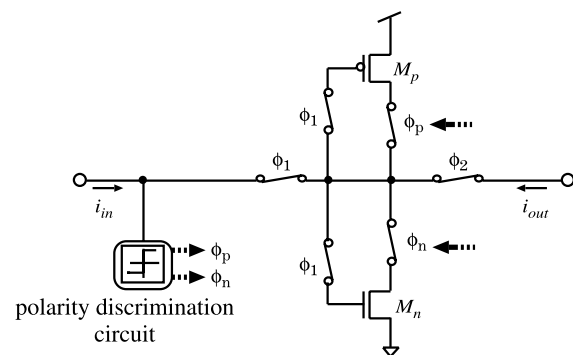 M_p
ϕ_1
ϕ_p
ϕ_1
ϕ_2
i_in
i_out
ϕ_p
ϕ_n
ϕ_1
ϕ_n
M_n
polarity discrimination
circuit